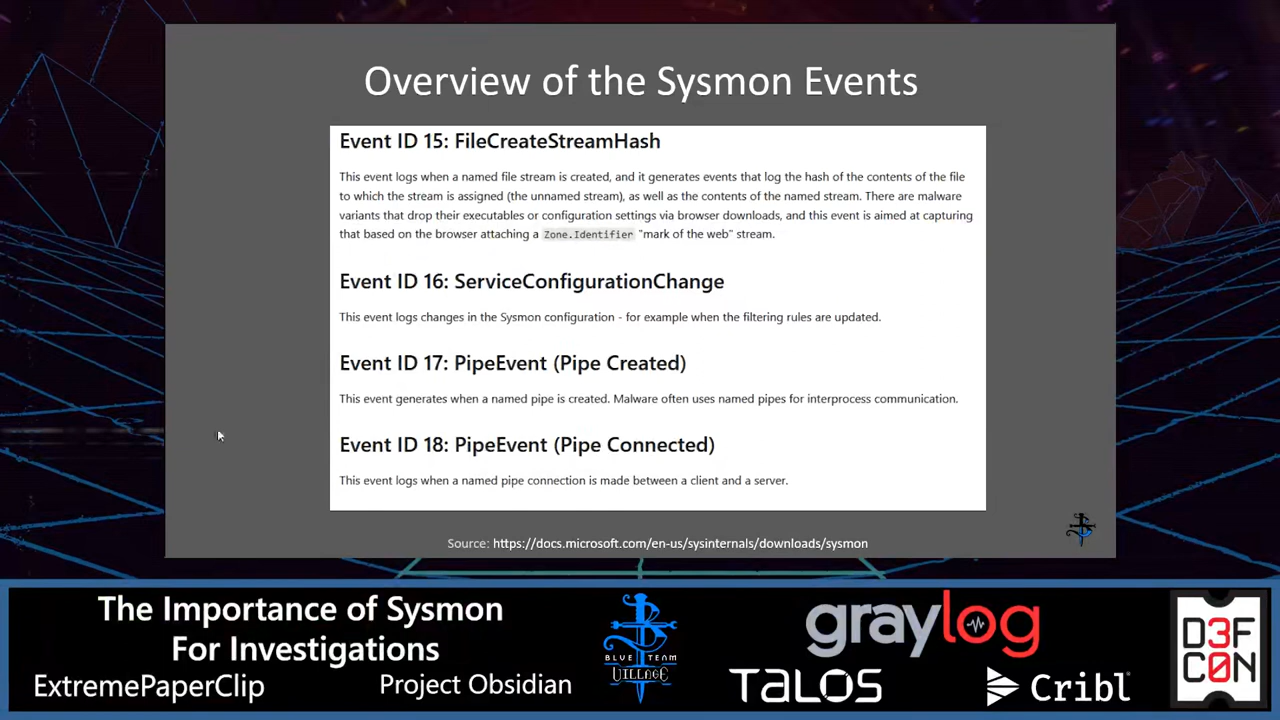 Overview of the Sysmon Events
Event ID 15: FileCreateStreamHash
This event logs when a named file stream is created, and it generates events that log the hash of the contents of the file
to which the stream is assigned (the unnamed stream), as well as the contents of the named stream. There are malware
variants that drop their executables or configuration settings via browser downloads, and this event is aimed at capturing
that based on the browser attaching a Zone.Identifier "mark of the web" stream.
Event ID 16: ServiceConfigurationChange
This event logs changes in the Sysmon configuration - for example when the filtering rules are updated.
Event ID 17: PipeEvent (Pipe Created)
This event generates when a named pipe is created. Malware often uses named pipes for interprocess communication.
Event ID 18: PipeEvent (Pipe Connected)
This event logs when a named pipe connection is made between a client and a server.
Source: https://docs.microsoft.com/en-us/sysinternals/downloads/sysmon
The Importance of Sysmon
For Investigations
ExtremePaperClip
Project Obsidian
BLUE TEAM
VILLAGE
graylog
TALOS
Cribl
D3F
C0N